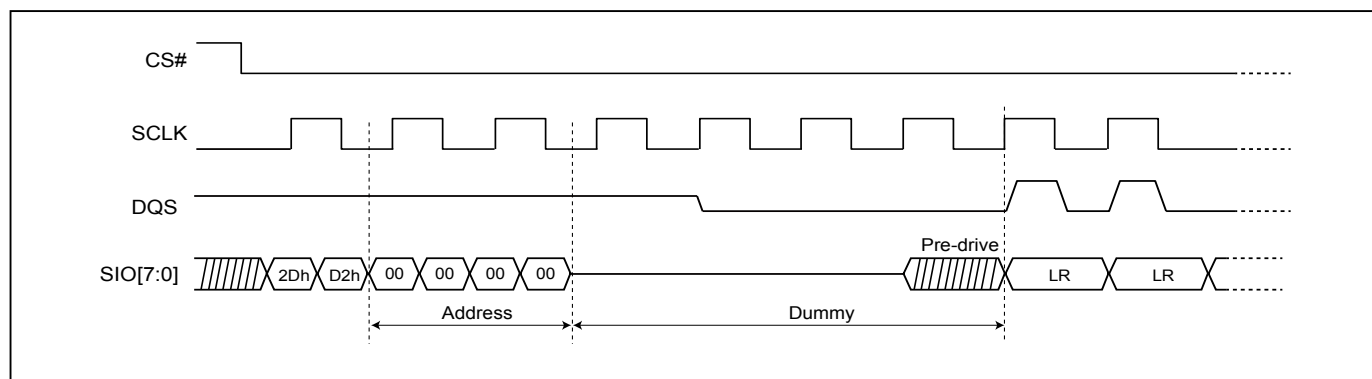 CS#
SCLK
DQS
Pre-drive
SIO[7:0] 2Dh D2h 00 00 00 00 LR LR
Address Dummy